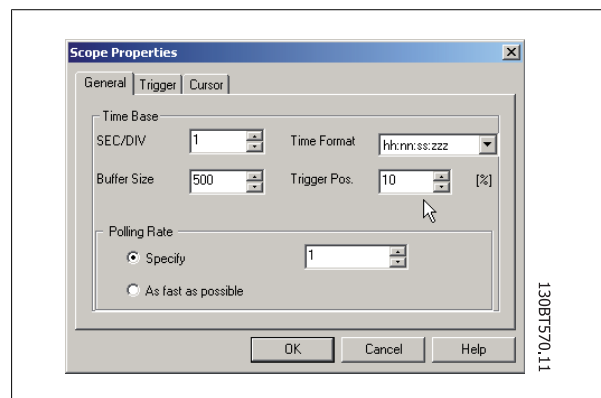 Scope Properties
General Trigger Cursor
Time Base
SEC/DIV 1 Time Format hh:nn:ss:zzz
Buffer Size 500 Trigger Pos. 10 [%]
Polling Rate
Specify 1
As fast as possible
OK Cancel Help
130BT570.11